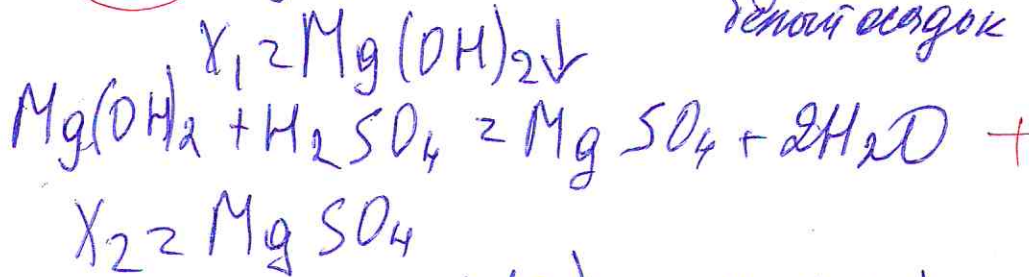 белый осадок
X₁ = Mg(OH)₂↓
Mg(OH)₂ + H₂SO₄ = MgSO₄ + 2H₂O +
X₂ = MgSO₄